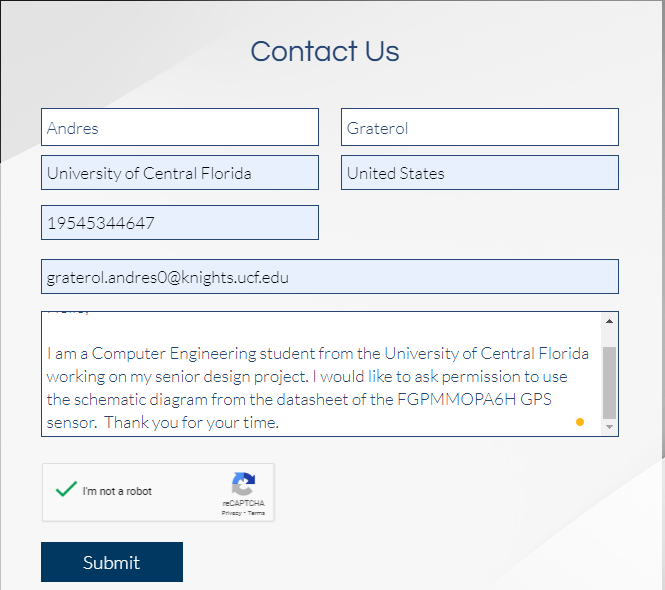 Contact Us
Andres
Graterol
University of Central Florida
United States
19545344647
graterol.andres0@knights.ucf.edu
Hello,
I am a Computer Engineering student from the University of Central Florida
working on my senior design project. I would like to ask permission to use
the schematic diagram from the datasheet of the FGPMMOPA6H GPS
sensor. Thank you for your time.
I'm not a robot
reCAPTCHA
Privacy - Terms
Submit